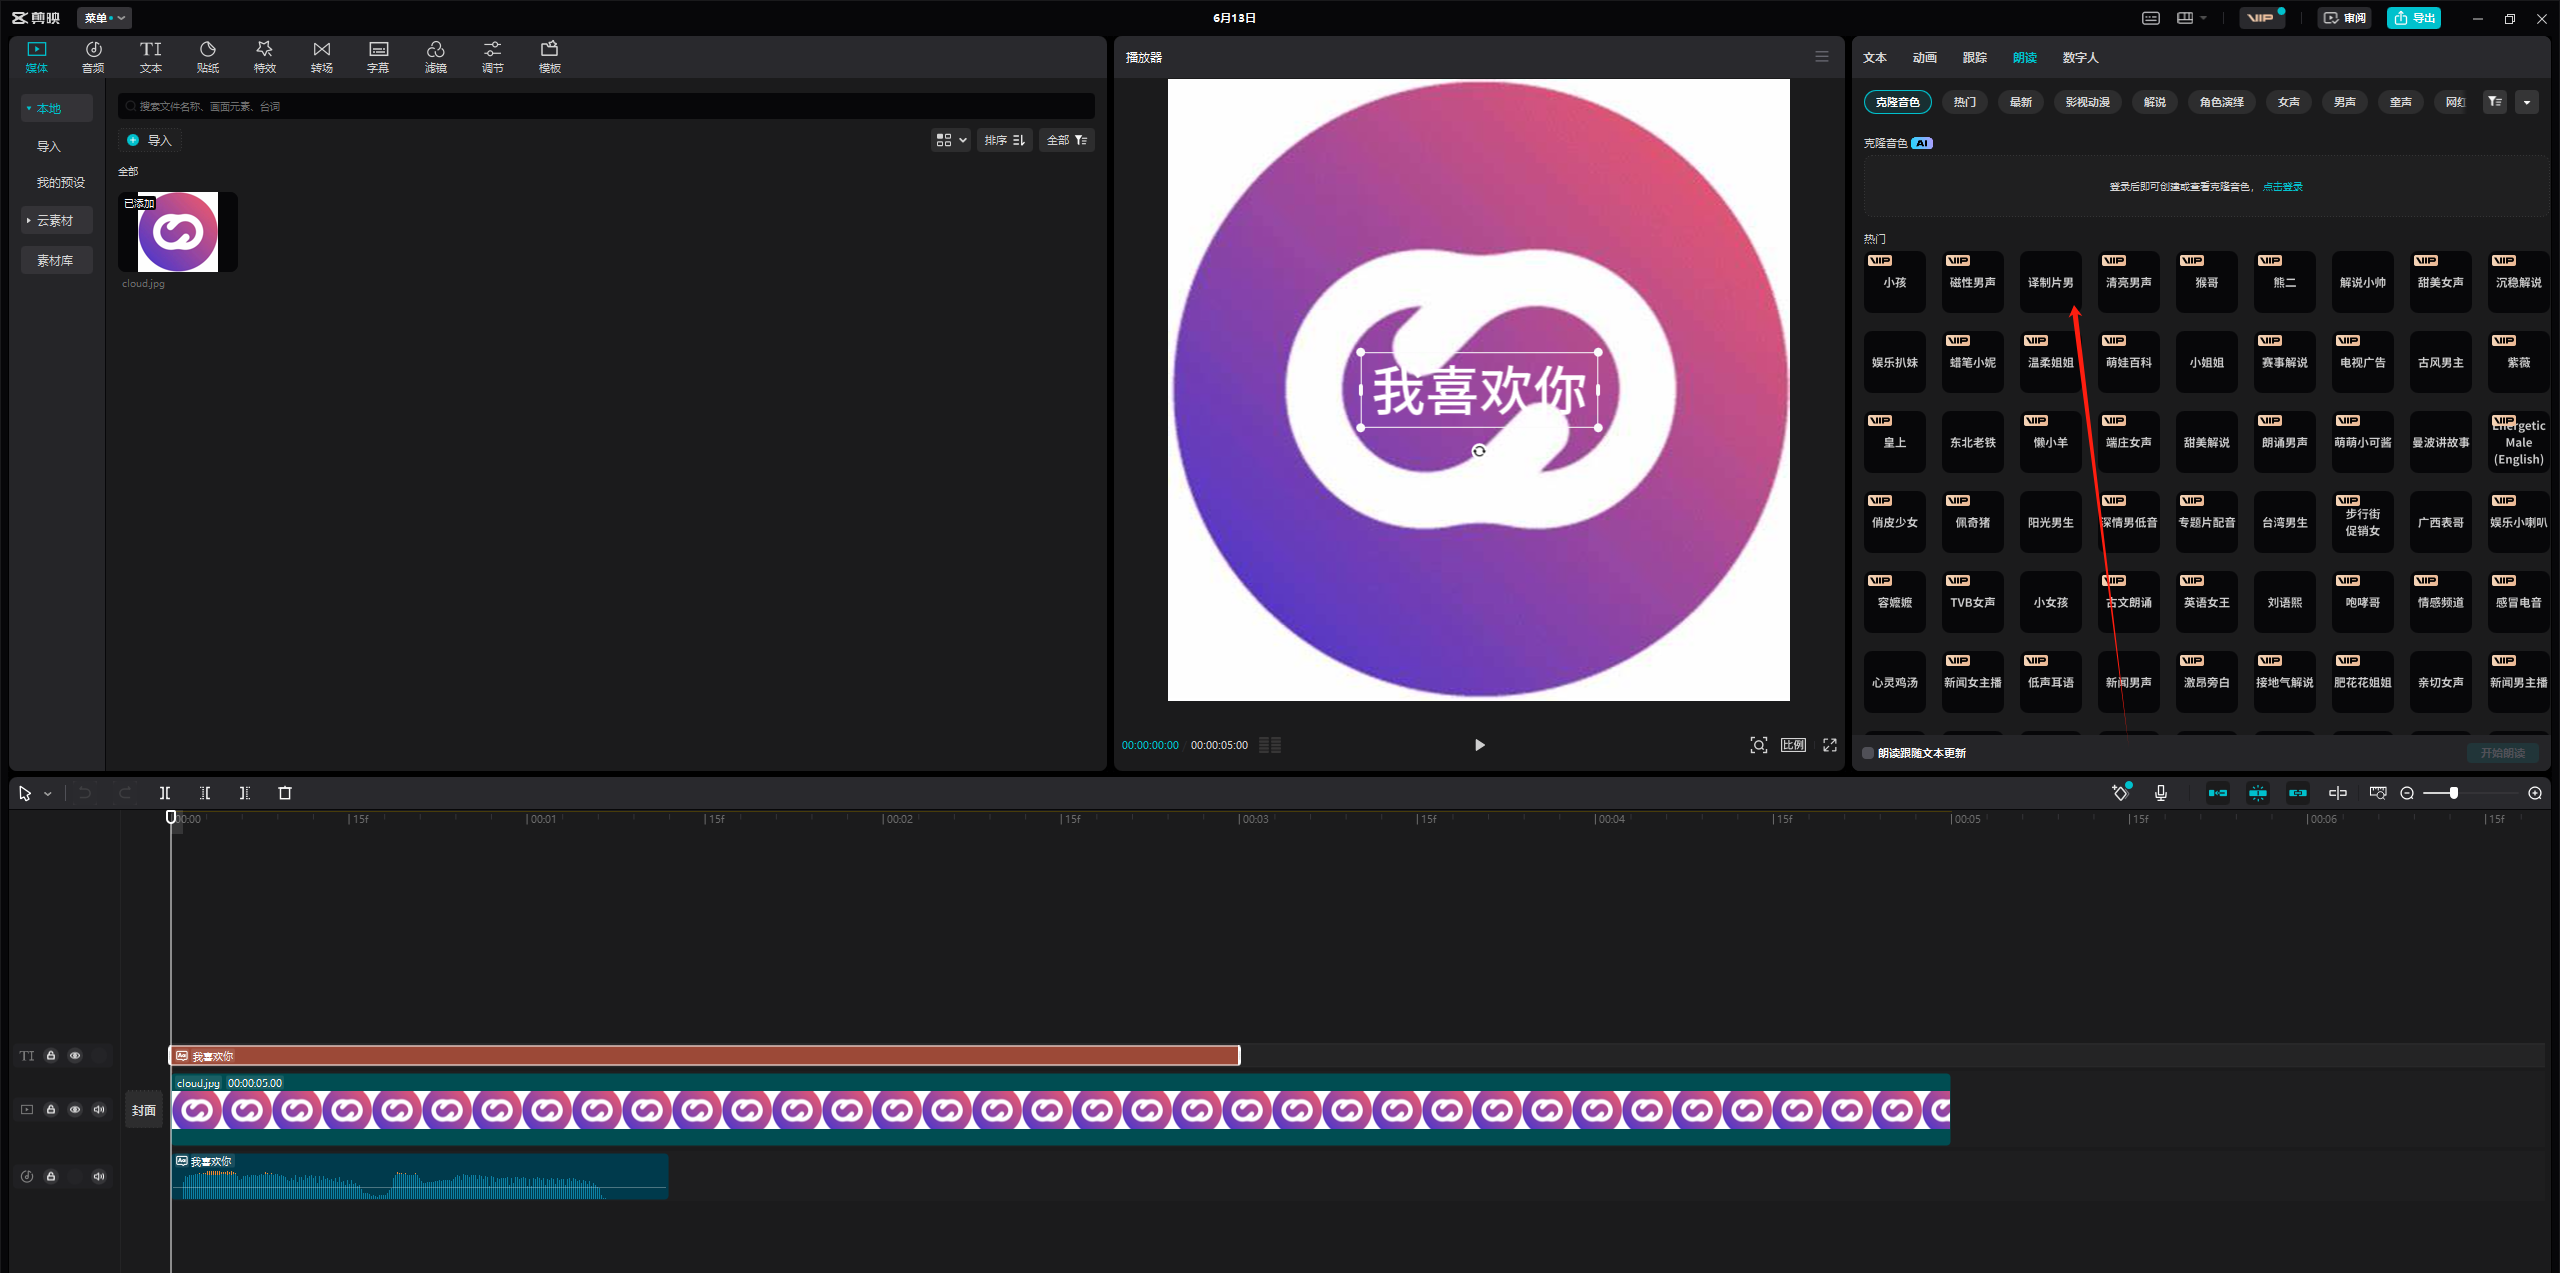 剪映
菜单
6月13日
VIP
审阅
导出
媒体
音频
文本
贴纸
特效
转场
字幕
滤镜
调节
模板
本地
导入
我的预设
云素材
素材库
搜索文件名称、画面元素、台词
导入
排序
全部
全部
已添加
cloud.jpg
播放器
我喜欢你
00:00:00:00
00:00:05:00
比例
文本
动画
跟踪
朗读
数字人
克隆音色
热门
最新
影视动漫
解说
角色演绎
女声
男声
童声
网红
克隆音色 AI
登录后即可创建或查看克隆音色， 点击登录
热门
VIP 小孩
VIP 磁性男声
译制片男
VIP 清亮男声
VIP 猴哥
VIP 熊二
解说小帅
VIP 甜美女声
VIP 沉稳解说
娱乐扒妹
VIP 蜡笔小妮
VIP 温柔姐姐
VIP 萌娃百科
小姐姐
VIP 赛事解说
VIP 电视广告
古风男主
VIP 紫薇
VIP 皇上
东北老铁
VIP 懒小羊
VIP 端庄女声
甜美解说
VIP 朗诵男声
VIP 萌萌小可酱
曼波讲故事
VIP Energetic
Male
(English)
VIP 俏皮少女
VIP 佩奇猪
阳光男生
VIP 深情男低音
VIP 专题片配音
台湾男生
VIP 步行街
促销女
广西表哥
VIP 娱乐小喇叭
VIP 容嬷嬷
VIP TVB女声
小女孩
VIP 古文朗诵
VIP 英语女王
刘语熙
VIP 咆哮哥
VIP 情感频道
VIP 感冒电音
心灵鸡汤
VIP 新闻女主播
VIP 低声耳语
新闻男声
VIP 激昂旁白
VIP 接地气解说
VIP 肥花花姐姐
亲切女声
VIP 新闻男主播
朗读跟随文本更新
开始朗读
00:00
15f
00:01
15f
00:02
15f
00:03
15f
00:04
15f
00:05
15f
00:06
15f
TI
我喜欢你
cloud.jpg 00:00:05:00
封面
我喜欢你